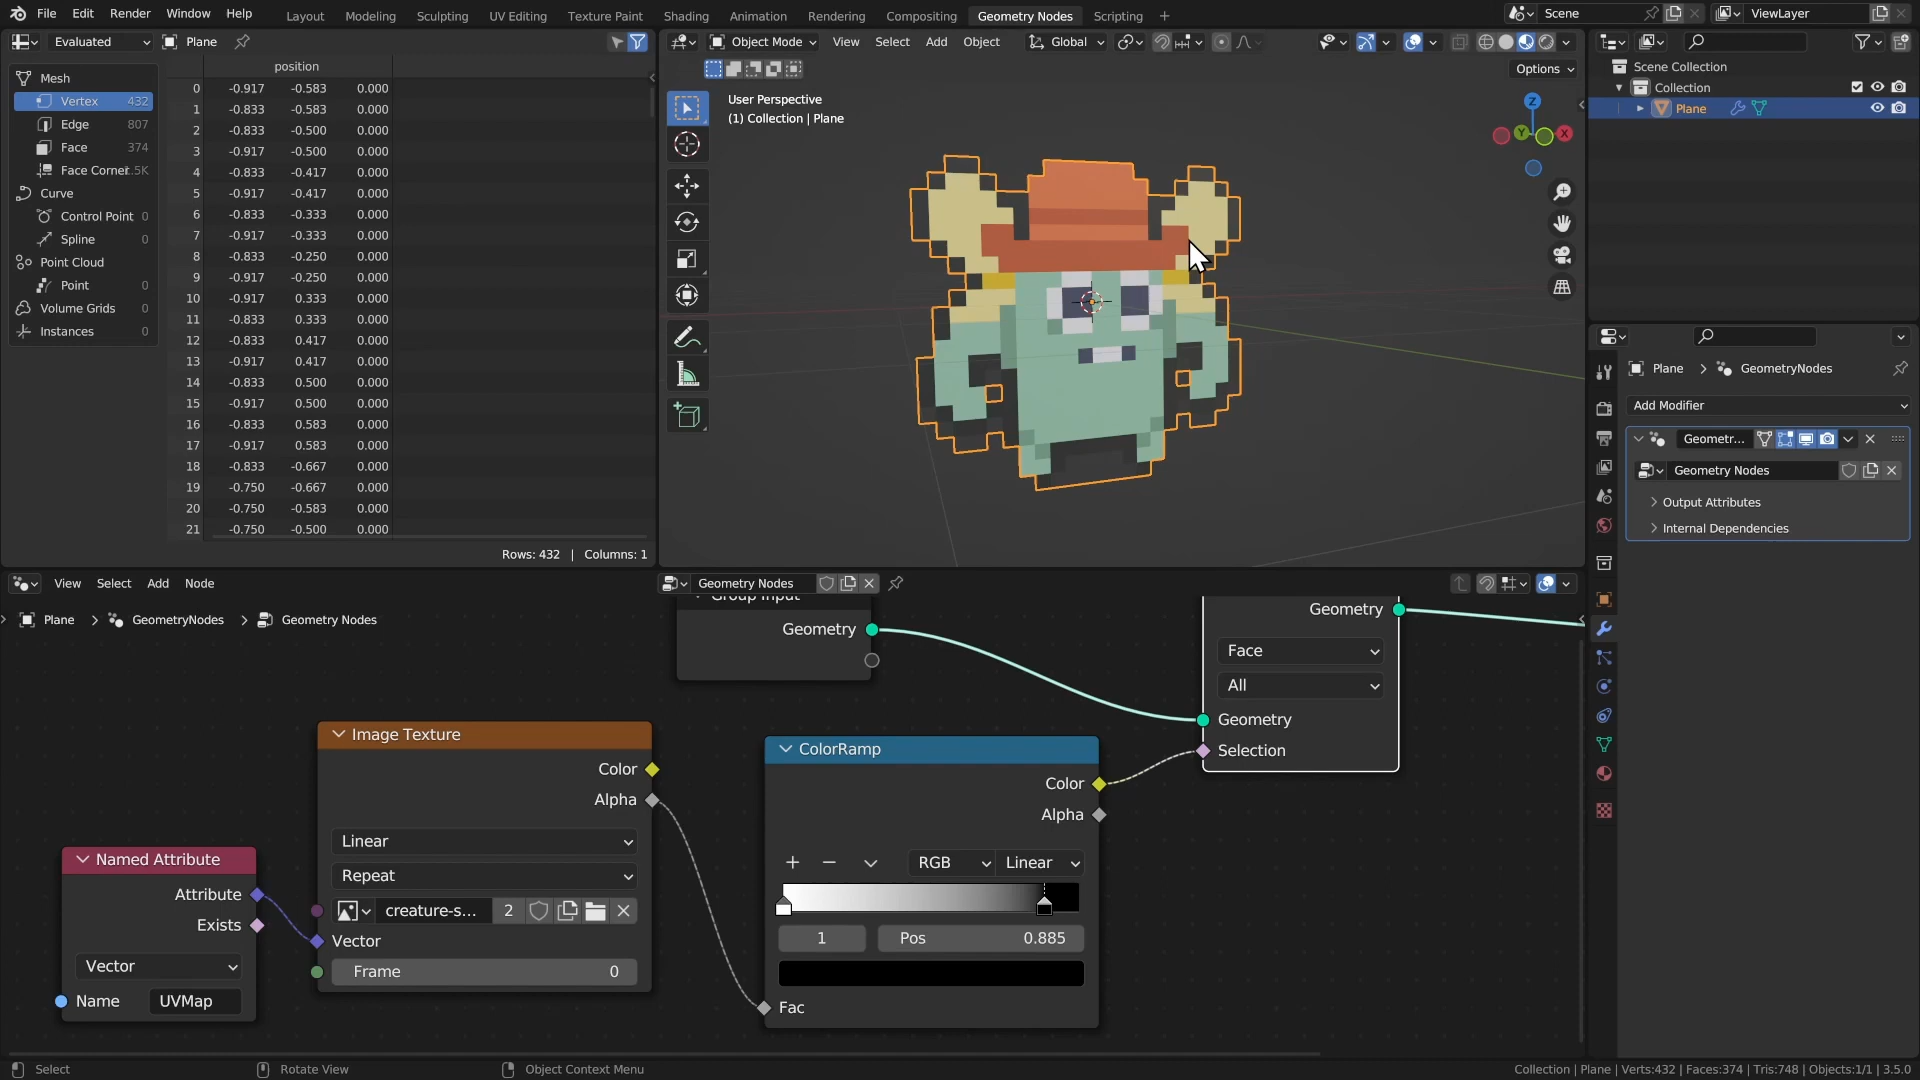 File Edit Render Window Help Layout Modeling Sculpting UV Editing Texture Paint Shading Animation Rendering Compositing Geometry Nodes Scripting + Scene ViewLayer
Evaluated Plane
position
Mesh
Vertex 432
Edge 807
Face 374
Face Corner .5K
Curve
Control Point 0
Spline 0
Point Cloud
Point 0
Volume Grids 0
Instances 0
0 -0.917 -0.583 0.000
1 -0.833 -0.583 0.000
2 -0.833 -0.500 0.000
3 -0.917 -0.500 0.000
4 -0.833 -0.417 0.000
5 -0.917 -0.417 0.000
6 -0.833 -0.333 0.000
7 -0.917 -0.333 0.000
8 -0.833 -0.250 0.000
9 -0.917 -0.250 0.000
10 -0.917 0.333 0.000
11 -0.833 0.333 0.000
12 -0.833 0.417 0.000
13 -0.917 0.417 0.000
14 -0.833 0.500 0.000
15 -0.917 0.500 0.000
16 -0.833 0.583 0.000
17 -0.917 0.583 0.000
18 -0.833 -0.667 0.000
19 -0.750 -0.667 0.000
20 -0.750 -0.583 0.000
21 -0.750 -0.500 0.000
Rows: 432 | Columns: 1
Object Mode View Select Add Object Global
Options
User Perspective
(1) Collection | Plane
Z
Y
X
Scene Collection
Collection
Plane
Plane > GeometryNodes
Add Modifier
Geometr...
Geometry Nodes
Output Attributes
Internal Dependencies
View Select Add Node Geometry Nodes
Plane > GeometryNodes > Geometry Nodes
Group Input
Geometry
Geometry
Face
All
Geometry
Selection
Image Texture
Color
Alpha
Linear
Repeat
creature-s... 2
Vector
Frame 0
Named Attribute
Attribute
Exists
Vector
Name UVMap
ColorRamp
Color
Alpha
RGB Linear
1 Pos 0.885
Fac
Select Rotate View Object Context Menu
Collection | Plane | Verts:432 | Faces:374 | Tris:748 | Objects:1/1 | 3.5.0